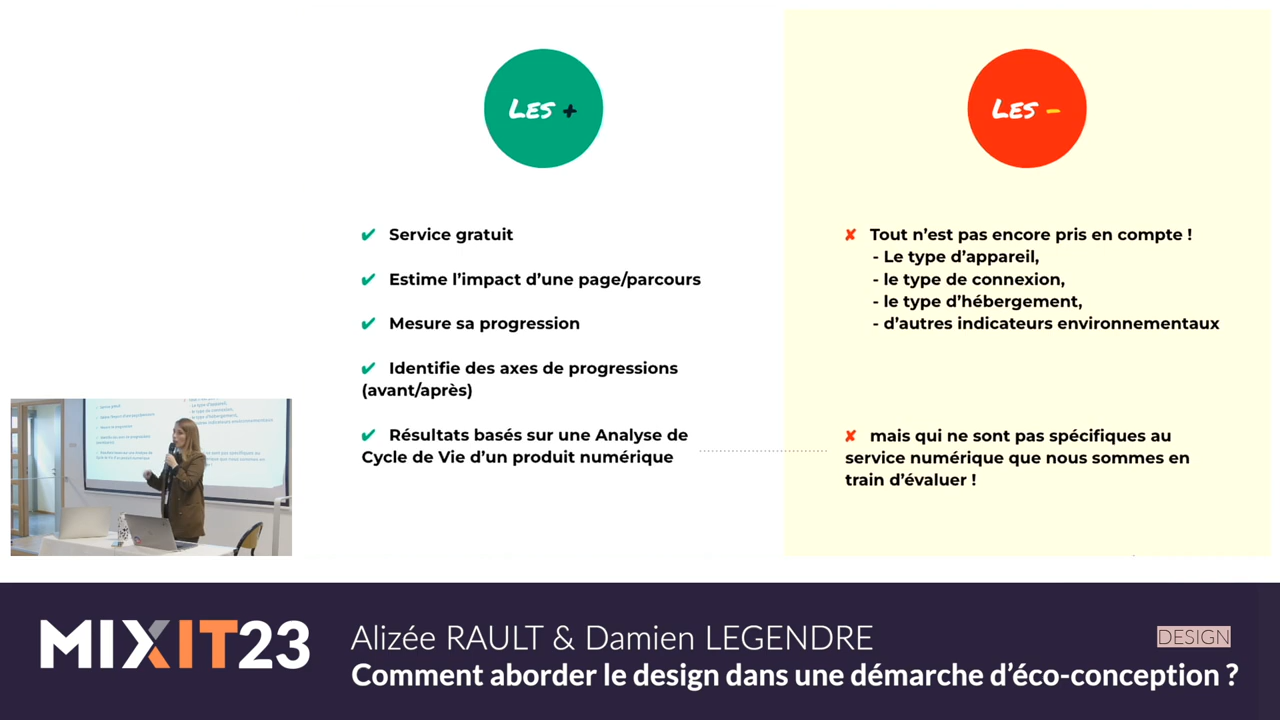 Les +
✔ Service gratuit
✔ Estime l’impact d’une page/parcours
✔ Mesure sa progression
✔ Identifie des axes de progressions
(avant/après)
✔ Résultats basés sur une Analyse de
Cycle de Vie d’un produit numérique
Les -
✘ Tout n’est pas encore pris en compte !
- Le type d’appareil,
- le type de connexion,
- le type d’hébergement,
- d’autres indicateurs environnementaux
✘ mais qui ne sont pas spécifiques au
service numérique que nous sommes en
train d’évaluer !
MIXIT23
Alizée RAULT & Damien LEGENDRE
DESIGN
Comment aborder le design dans une démarche d’éco-conception ?